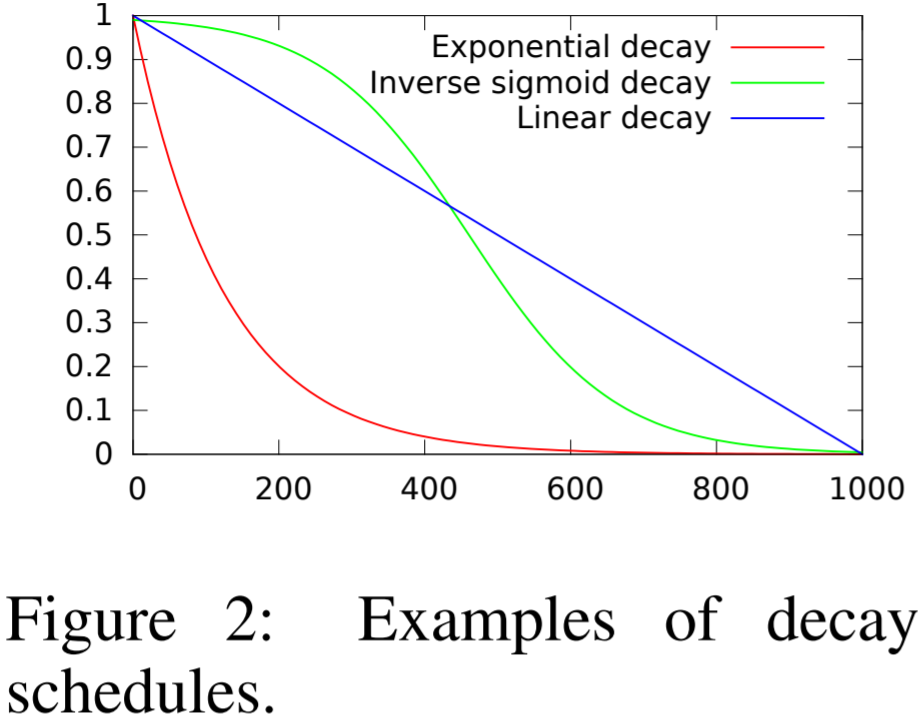 1
0.9
0.8
0.7
0.6
0.5
0.4
0.3
0.2
0.1
0
Exponential decay
Inverse sigmoid decay
Linear decay
0 200 400 600 800 1000
Figure 2: Examples of decay
schedules.